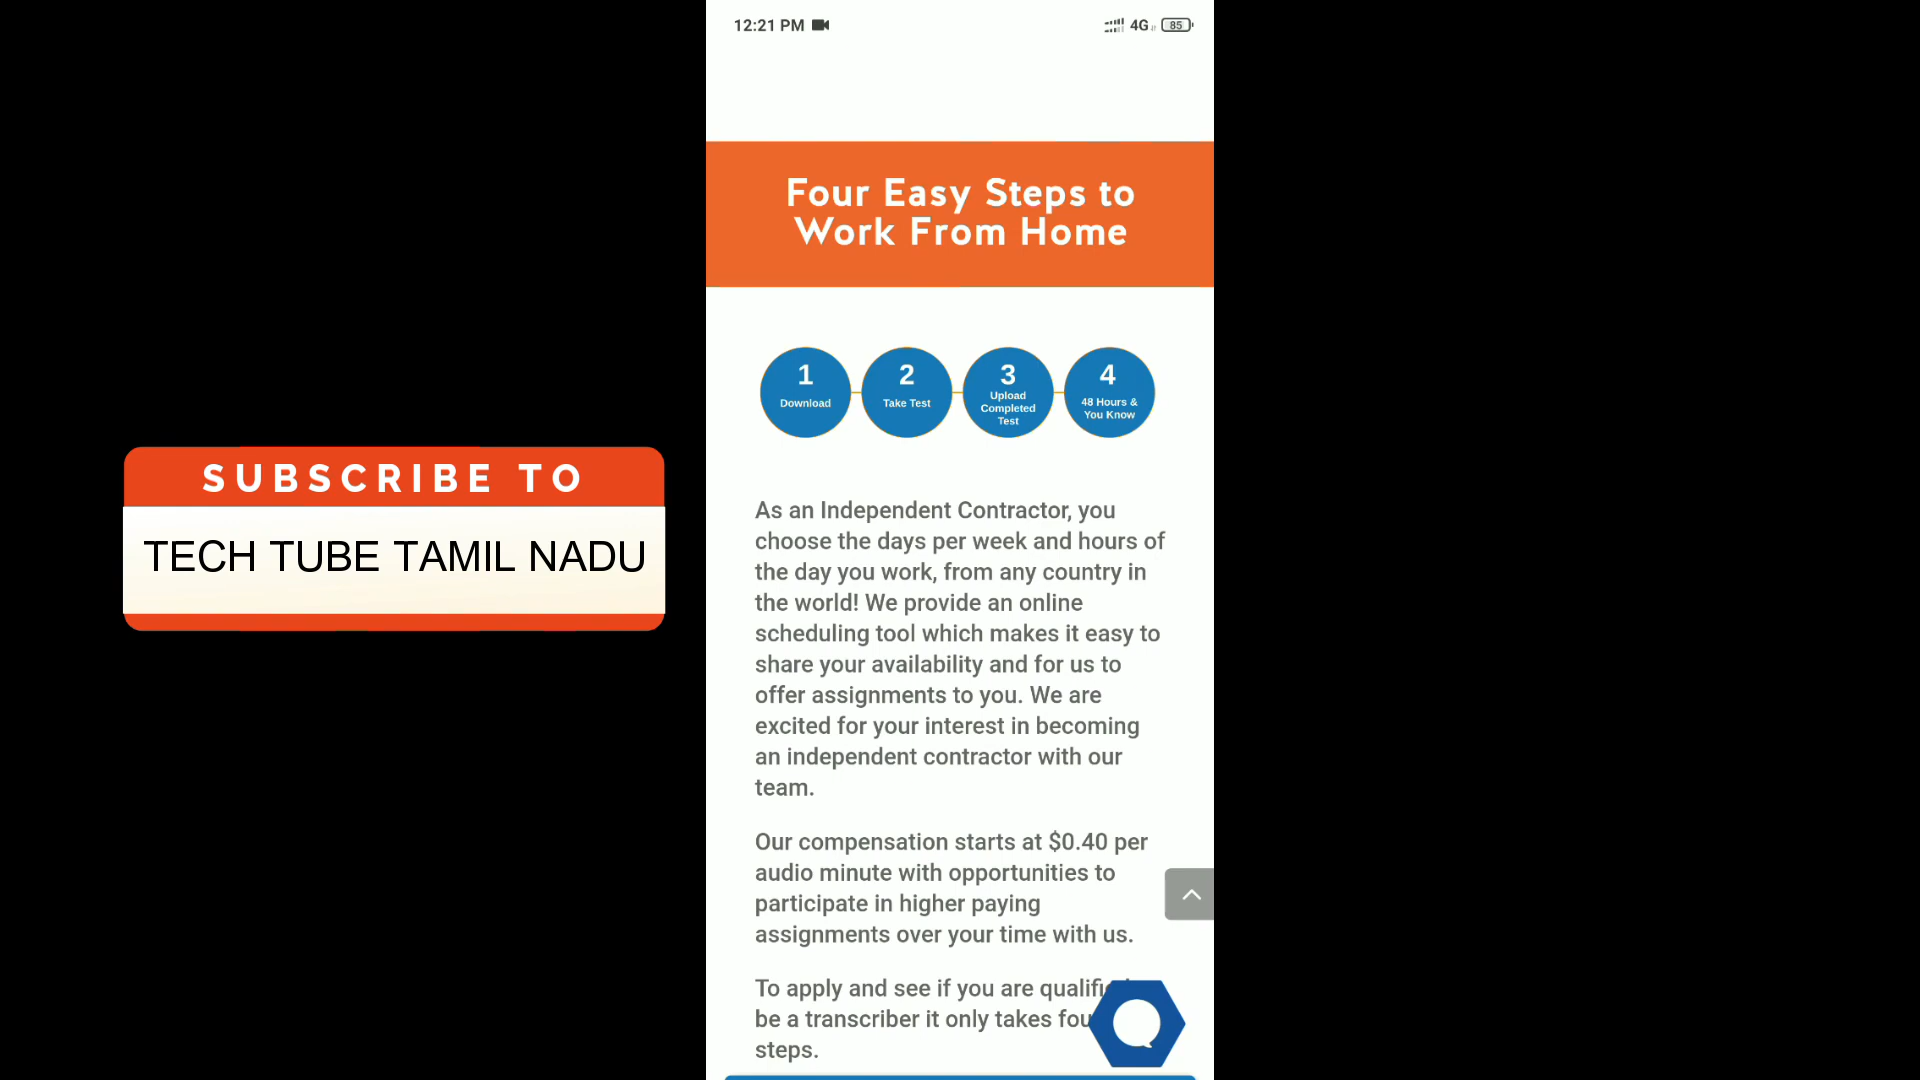 12:21 PM
4G
85
Four Easy Steps to
Work From Home
1
Download
2
Take Test
3
Upload
Completed
Test
4
48 Hours &
You Know
SUBSCRIBE TO
TECH TUBE TAMIL NADU
As an Independent Contractor, you
choose the days per week and hours of
the day you work, from any country in
the world! We provide an online
scheduling tool which makes it easy to
share your availability and for us to
offer assignments to you. We are
excited for your interest in becoming
an independent contractor with our
team.
Our compensation starts at $0.40 per
audio minute with opportunities to
participate in higher paying
assignments over your time with us.
To apply and see if you are
be a transcriber it only takes
steps.